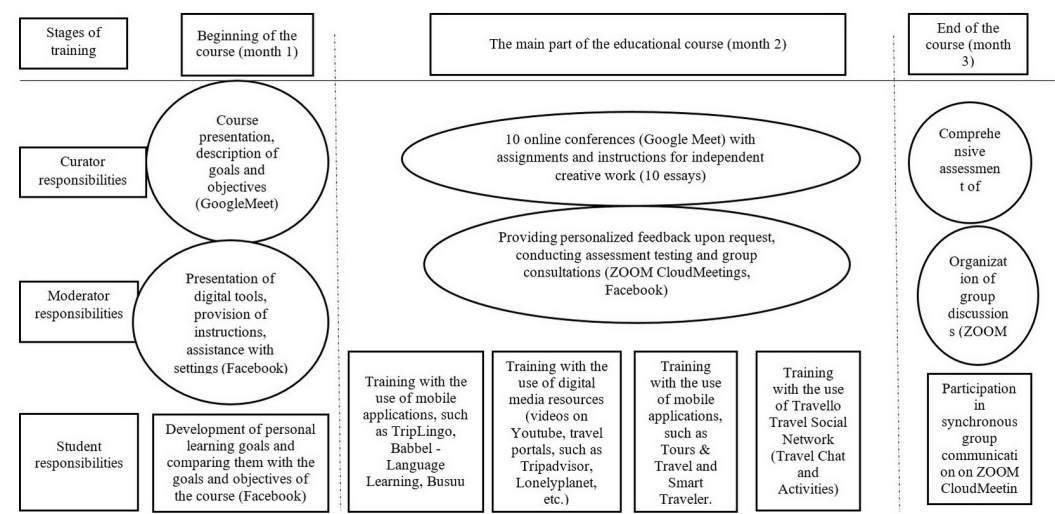 Stages of
training
Beginning of the
course (month 1)
The main part of the educational course (month 2)
End of the
course (month
3)
Curator
responsibilities
Course
presentation,
description of
goals and
objectives
(GoogleMeet)
10 online conferences (Google Meet) with
assignments and instructions for independent
creative work (10 essays)
Comprehe
nsive
assessmen
t of
Moderator
responsibilities
Presentation of
digital tools,
provision of
instructions,
assistance with
settings (Facebook)
Providing personalized feedback upon request,
conducting assessment testing and group
consultations (ZOOM CloudMeetings,
Facebook)
Organizat
ion of
group
discussion
s (ZOOM
Student
responsibilities
Development of personal
learning goals and
comparing them with the
goals and objectives of
the course (Facebook)
Training with the
use of mobile
applications, such
as TripLingo,
Babbel -
Language
Learning, Busuu
Training with the
use of digital
media resources
(videos on
Youtube, travel
portals, such as
Tripadvisor,
Lonelyplanet,
etc.)
Training
with the use
of mobile
applications,
such as
Tours &
Travel and
Smart
Traveler.
Training
with the use
of Travello
Travel Social
Network
(Travel Chat
and
Activities)
Participation
in
synchronous
group
communicati
on on ZOOM
CloudMeetin